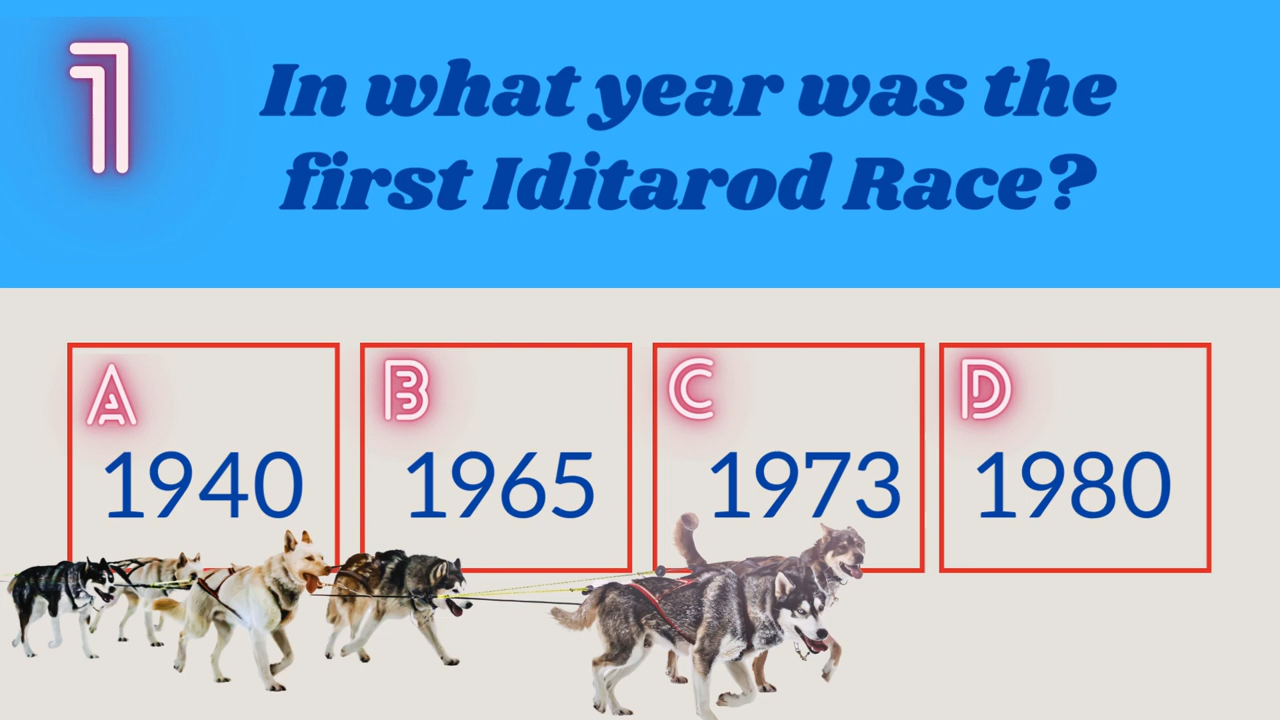 1
In what year was the
first Iditarod Race?
A
1940
B
1965
C
1973
D
1980